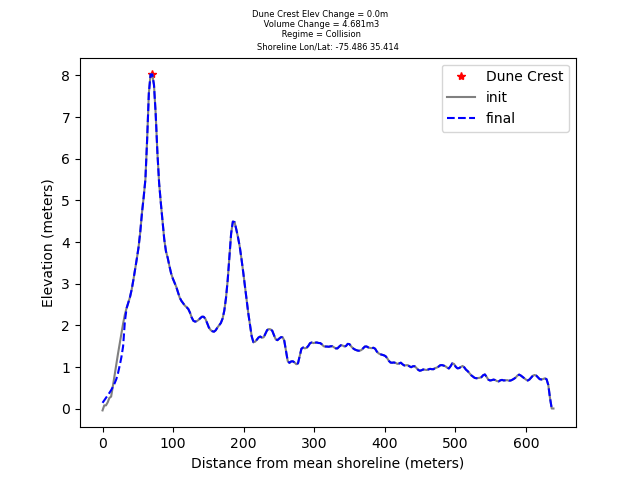 Dune Crest Elev Change = 0.0m
Volume Change = 4.681m3
Regime = Collision
Shoreline Lon/Lat: -75.486 35.414
Dune Crest
init
final
8
7
6
5
4
3
2
1
0
Elevation (meters)
0 100 200 300 400 500 600
Distance from mean shoreline (meters)